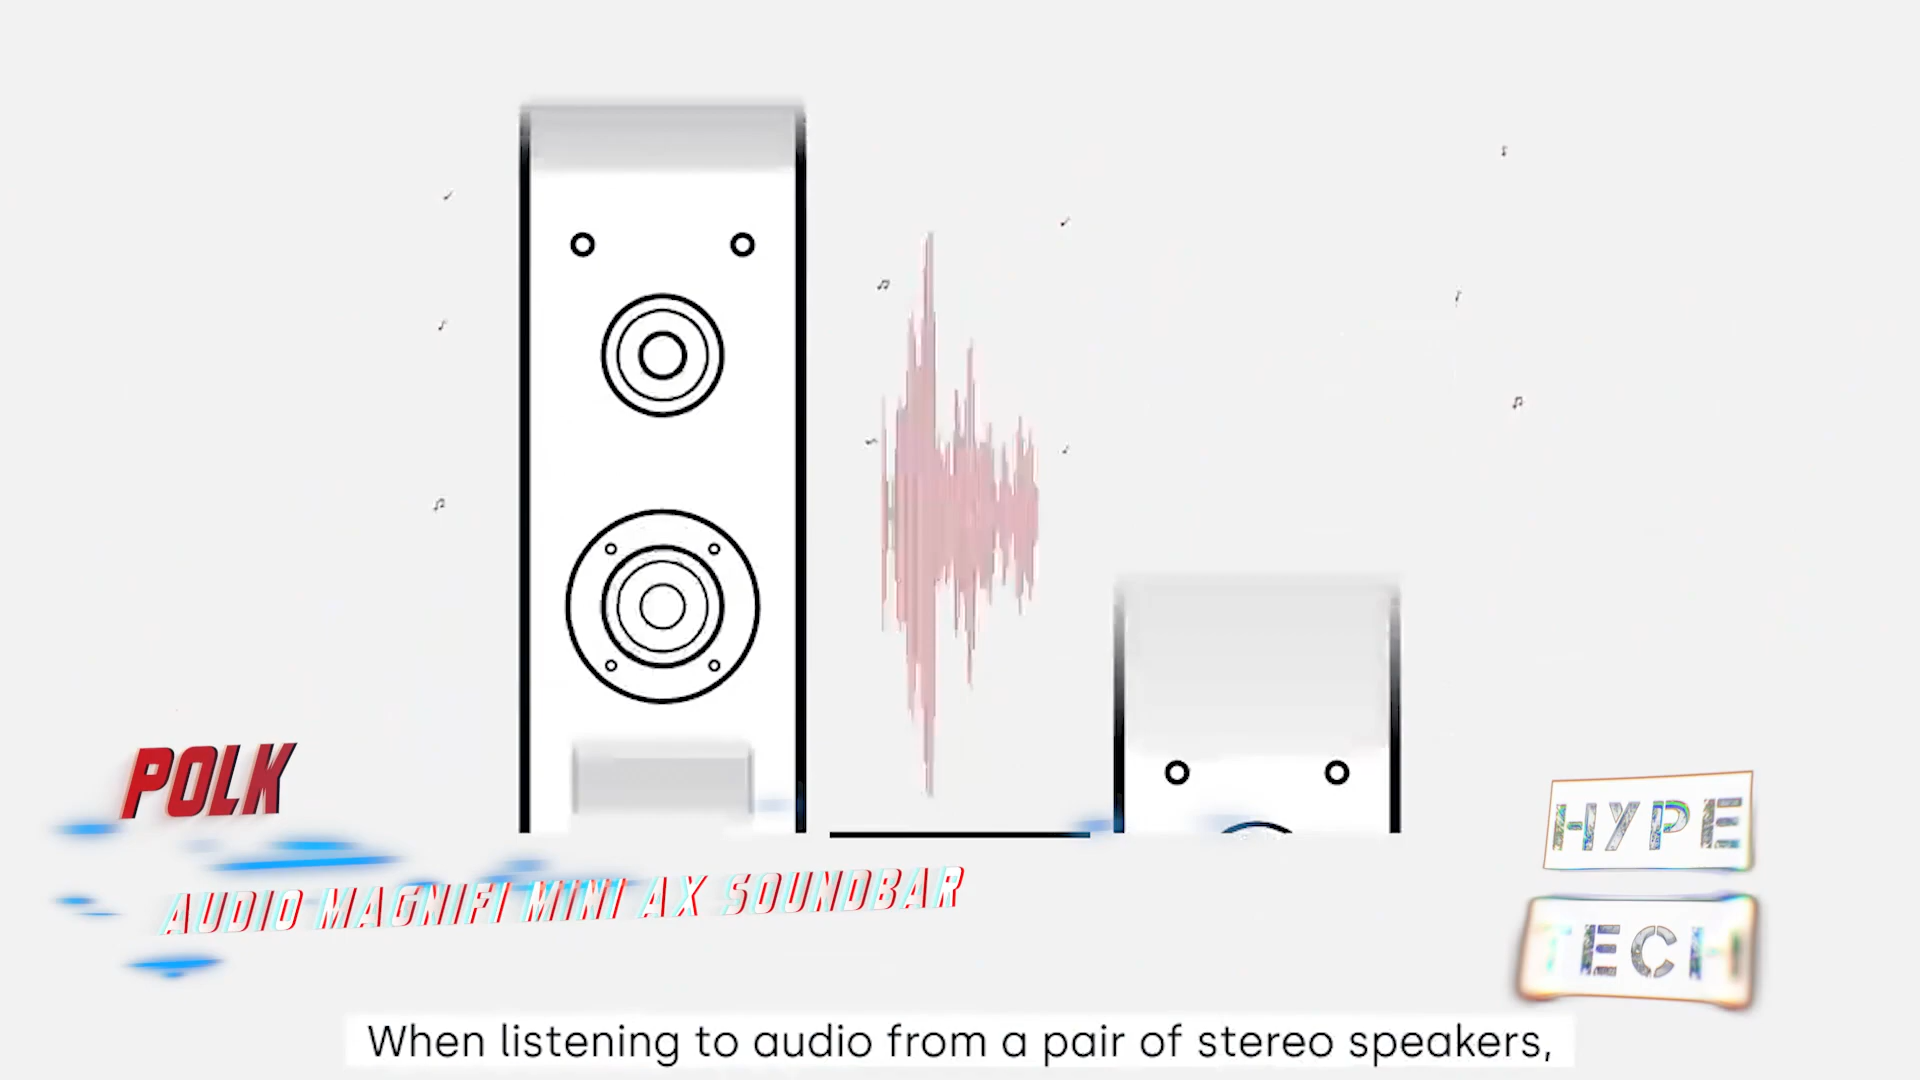 POLK
AUDIO MAGNIFI MINI AX SOUNDBAR
HYPE
TECH
When listening to audio from a pair of stereo speakers,